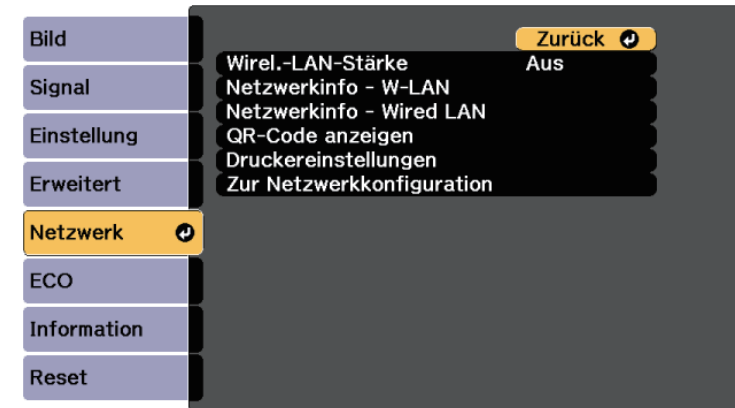 Bild
Signal
Einstellung
Erweitert
Netzwerk
ECO
Information
Reset
Zurück
Wirel.-LAN-Stärke Aus
Netzwerkinfo - W-LAN
Netzwerkinfo - Wired LAN
QR-Code anzeigen
Druckereinstellungen
Zur Netzwerkkonfiguration